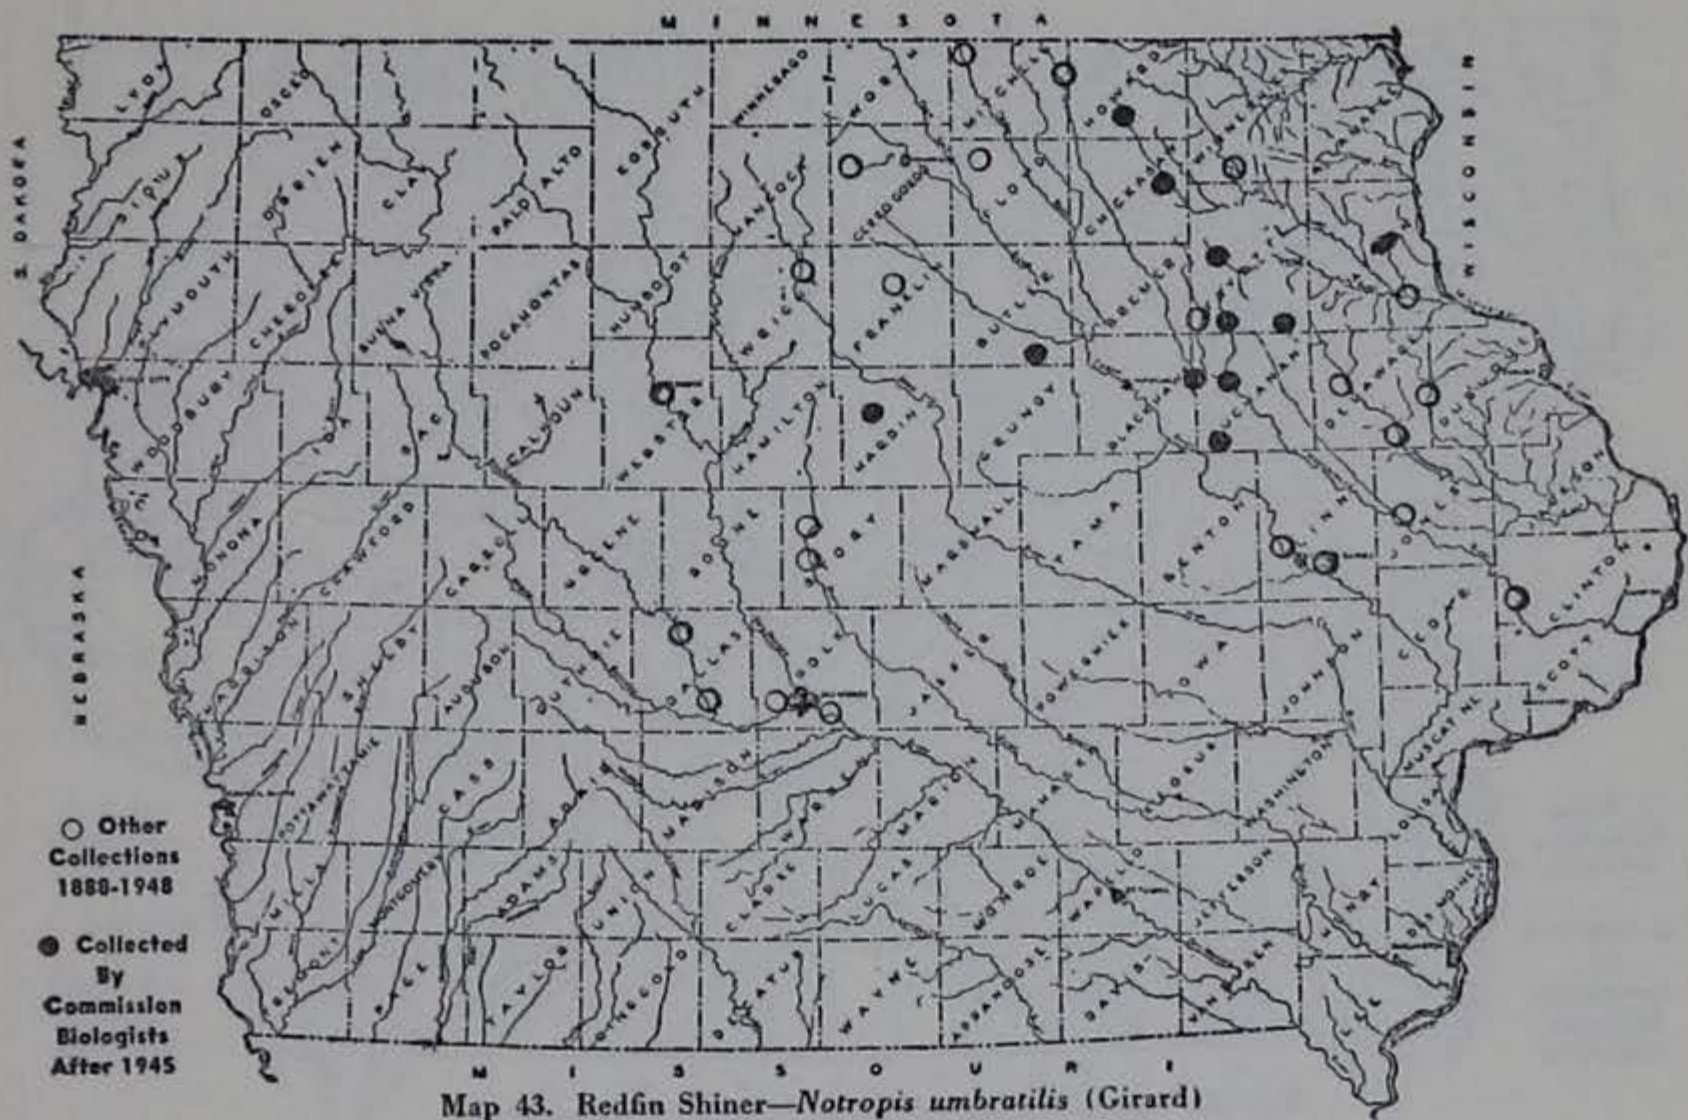 MINNESOTA
WISCONSIN
S. DAKOTA
NEBRASKA
LYON
OSCEOLA
KOSSUTH
WINNEBAGO
WORTH
MITCHELL
HOWARD
WINNESHIEK
ALLAMAKEE
SIOUX
OBRIEN
CLAY
PALO ALTO
HANCOCK
CERRO GORDO
FLOYD
CHICKASAW
PLYMOUTH
CHEROKEE
BUENA VISTA
POCAHONTAS
HUMBOLDT
WRIGHT
FRANKLIN
BUTLER
BREMER
FAYETTE
WOODBURY
IDA
SAC
CALHOUN
WEBSTER
HAMILTON
HARDIN
GRUNDY
BLACKHAWK
BUCHANAN
DELAWARE
DUBUQUE
MONONA
CRAWFORD
CARROLL
GREENE
BOONE
STORY
MARSHALL
TAMA
BENTON
LINN
JONES
JACKSON
CLINTON
HARRISON
SHELBY
AUDUBON
GUTHRIE
DALLAS
POLK
JASPER
POWESHIEK
IOWA
JOHNSON
SCOTT
MUSCATINE
POTTAWATTAMIE
CASS
ADAIR
MADISON
WARREN
MARION
MAHASKA
KEOKUK
WASHINGTON
LOUISA
MILLS
MONTGOMERY
ADAMS
UNION
CLARKE
LUCAS
MONROE
WAPELLO
JEFFERSON
HENRY
DES MOINES
FREMONT
PAGE
TAYLOR
RINGGOLD
DECATUR
WAYNE
APPANOOSE
DAVIS
VAN BUREN
LEE
Other
Collections
1888-1948
Collected
By
Commission
Biologists
After 1945
MISSOURI
Map 43. Redfin Shiner—Notropis umbratilis (Girard)